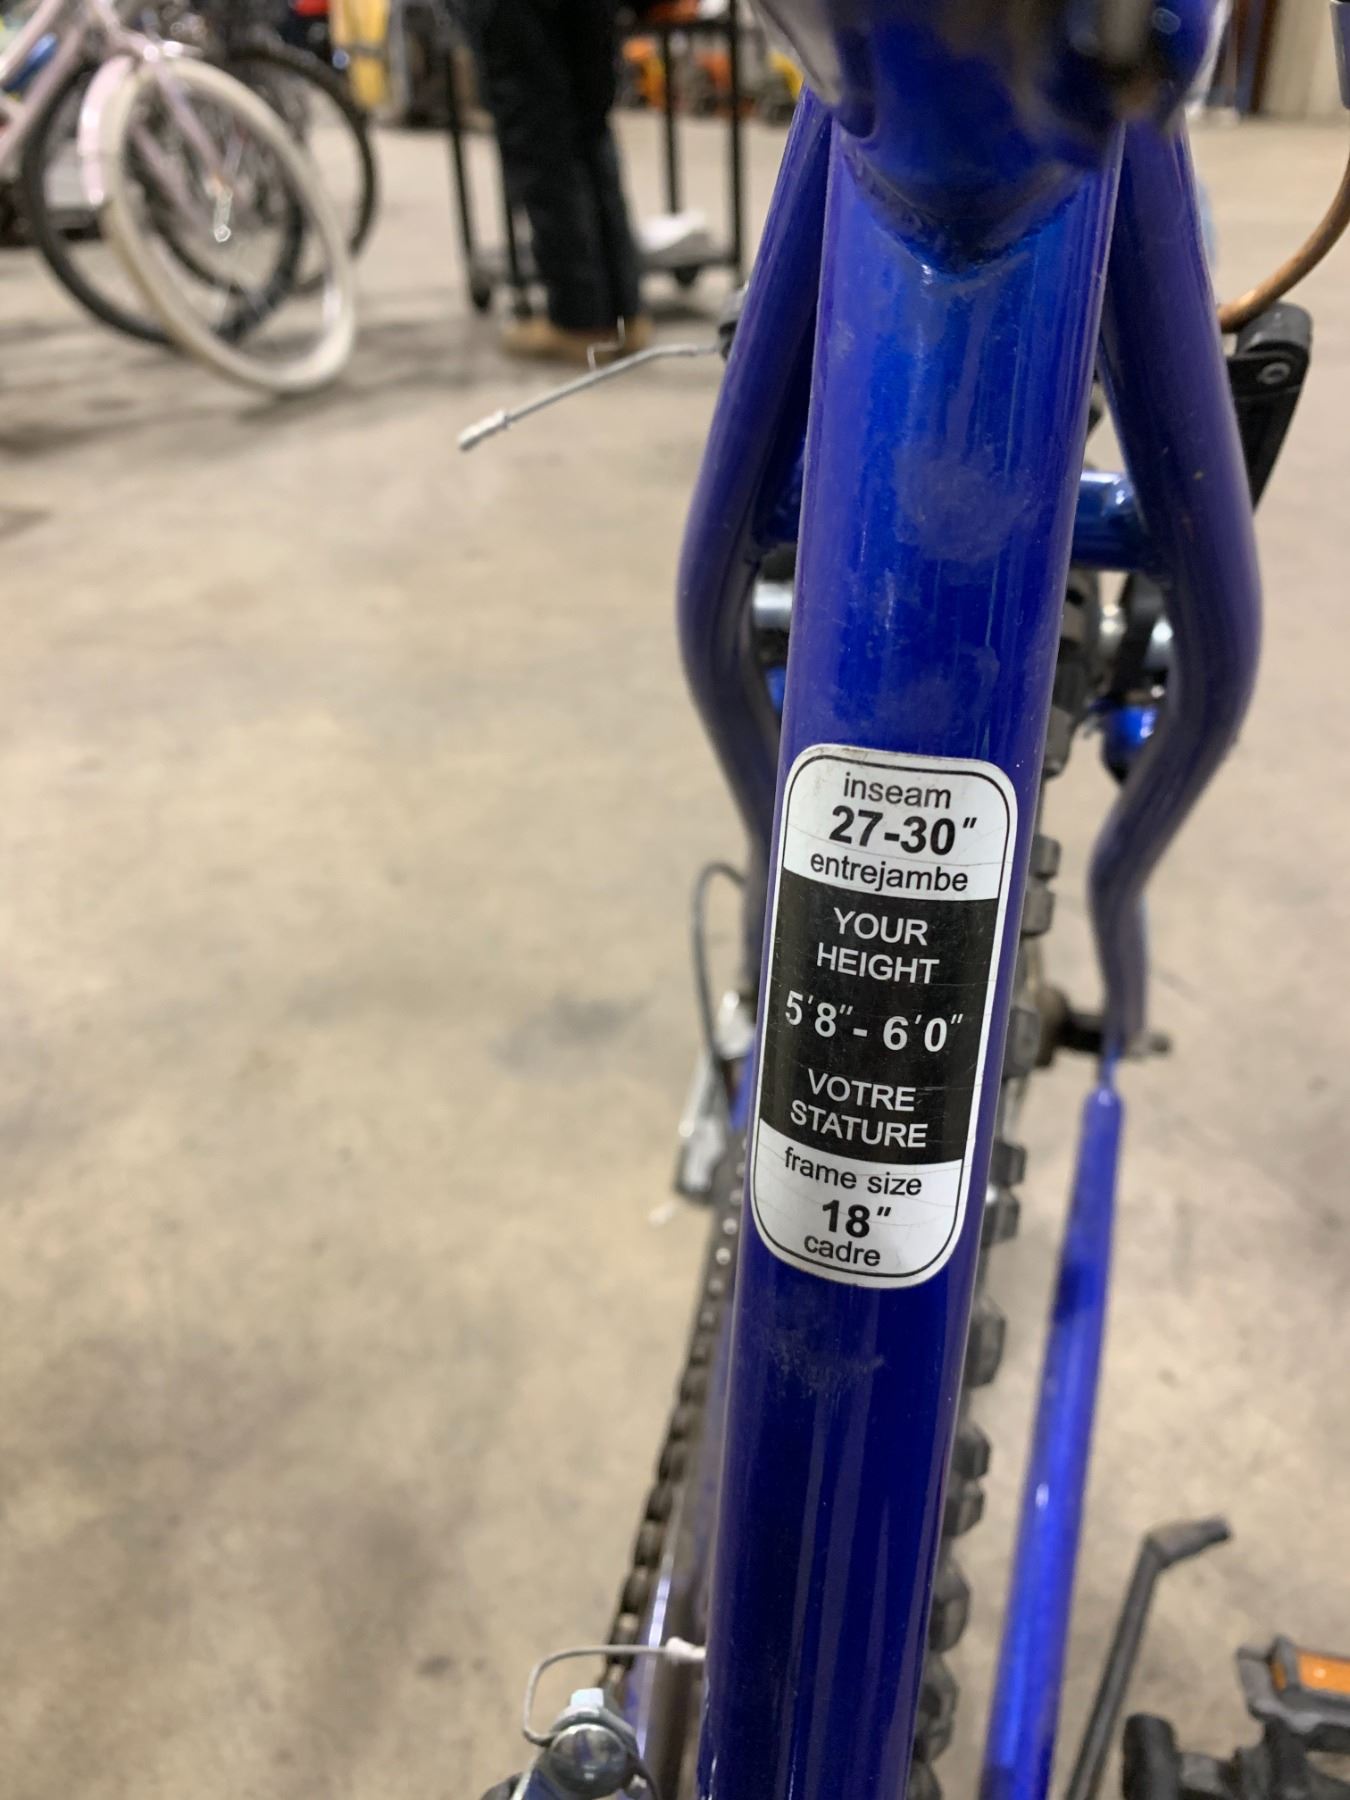 inseam
27-30"
entrejambe
YOUR
HEIGHT
5'8"- 6'0"
VOTRE
STATURE
frame size
18"
cadre